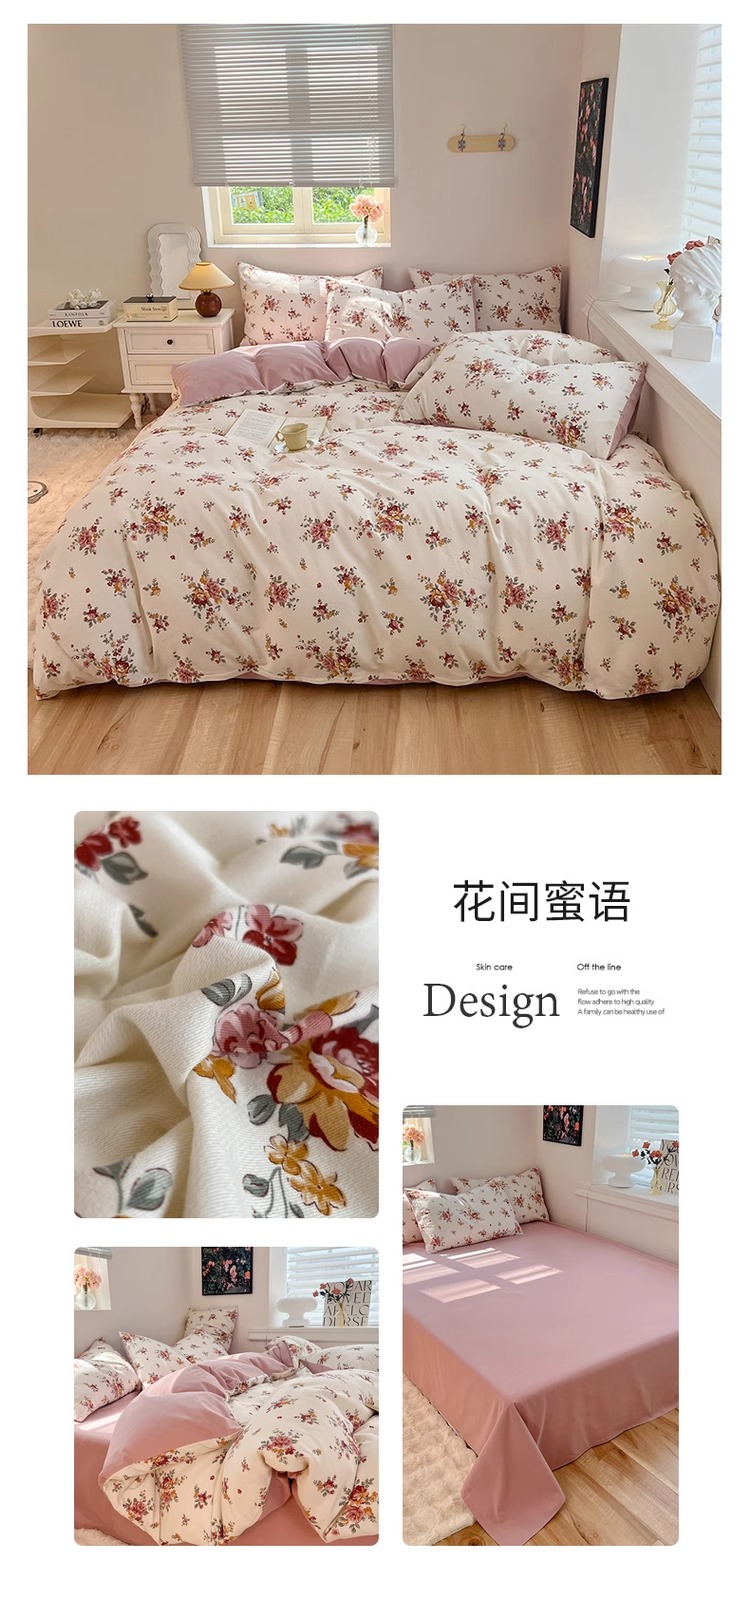 KINFOLK
LOEWE
花间蜜语
Skin care
Off the line
Design
Refuse to go with the
flow adhere to high quality
A family can be healthy use of